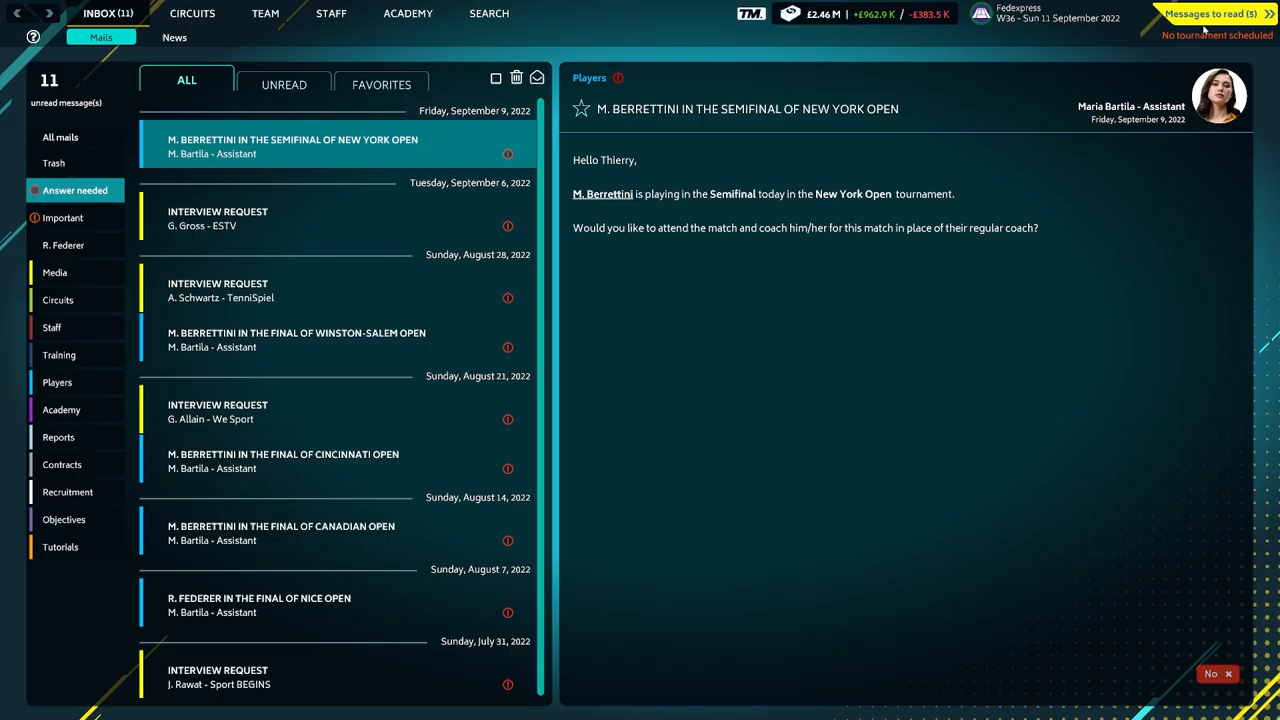 INBOX (11)
CIRCUITS
TEAM
STAFF
ACADEMY
SEARCH
TM.
£2.46 M | +£962.9 K / -£383.5 K
Fedexpress
W36 - Sun 11 September 2022
Messages to read (5)
No tournament scheduled
Mails
News
11
unread message(s)
All mails
Trash
Answer needed
Important
R. Federer
Media
Circuits
Staff
Training
Players
Academy
Reports
Contracts
Recruitment
Objectives
Tutorials
ALL
UNREAD
FAVORITES
Friday, September 9, 2022
M. BERRETTINI IN THE SEMIFINAL OF NEW YORK OPEN
M. Bartila - Assistant
Tuesday, September 6, 2022
INTERVIEW REQUEST
G. Gross - ESTV
Sunday, August 28, 2022
INTERVIEW REQUEST
A. Schwartz - TenniSpiel
M. BERRETTINI IN THE FINAL OF WINSTON-SALEM OPEN
M. Bartila - Assistant
Sunday, August 21, 2022
INTERVIEW REQUEST
G. Allain - We Sport
M. BERRETTINI IN THE FINAL OF CINCINNATI OPEN
M. Bartila - Assistant
Sunday, August 14, 2022
M. BERRETTINI IN THE FINAL OF CANADIAN OPEN
M. Bartila - Assistant
Sunday, August 7, 2022
R. FEDERER IN THE FINAL OF NICE OPEN
M. Bartila - Assistant
Sunday, July 31, 2022
INTERVIEW REQUEST
J. Rawat - Sport BEGINS
Players
M. BERRETTINI IN THE SEMIFINAL OF NEW YORK OPEN
Maria Bartila - Assistant
Friday, September 9, 2022
Hello Thierry,
M. Berrettini is playing in the Semifinal today in the New York Open tournament.
Would you like to attend the match and coach him/her for this match in place of their regular coach?
No